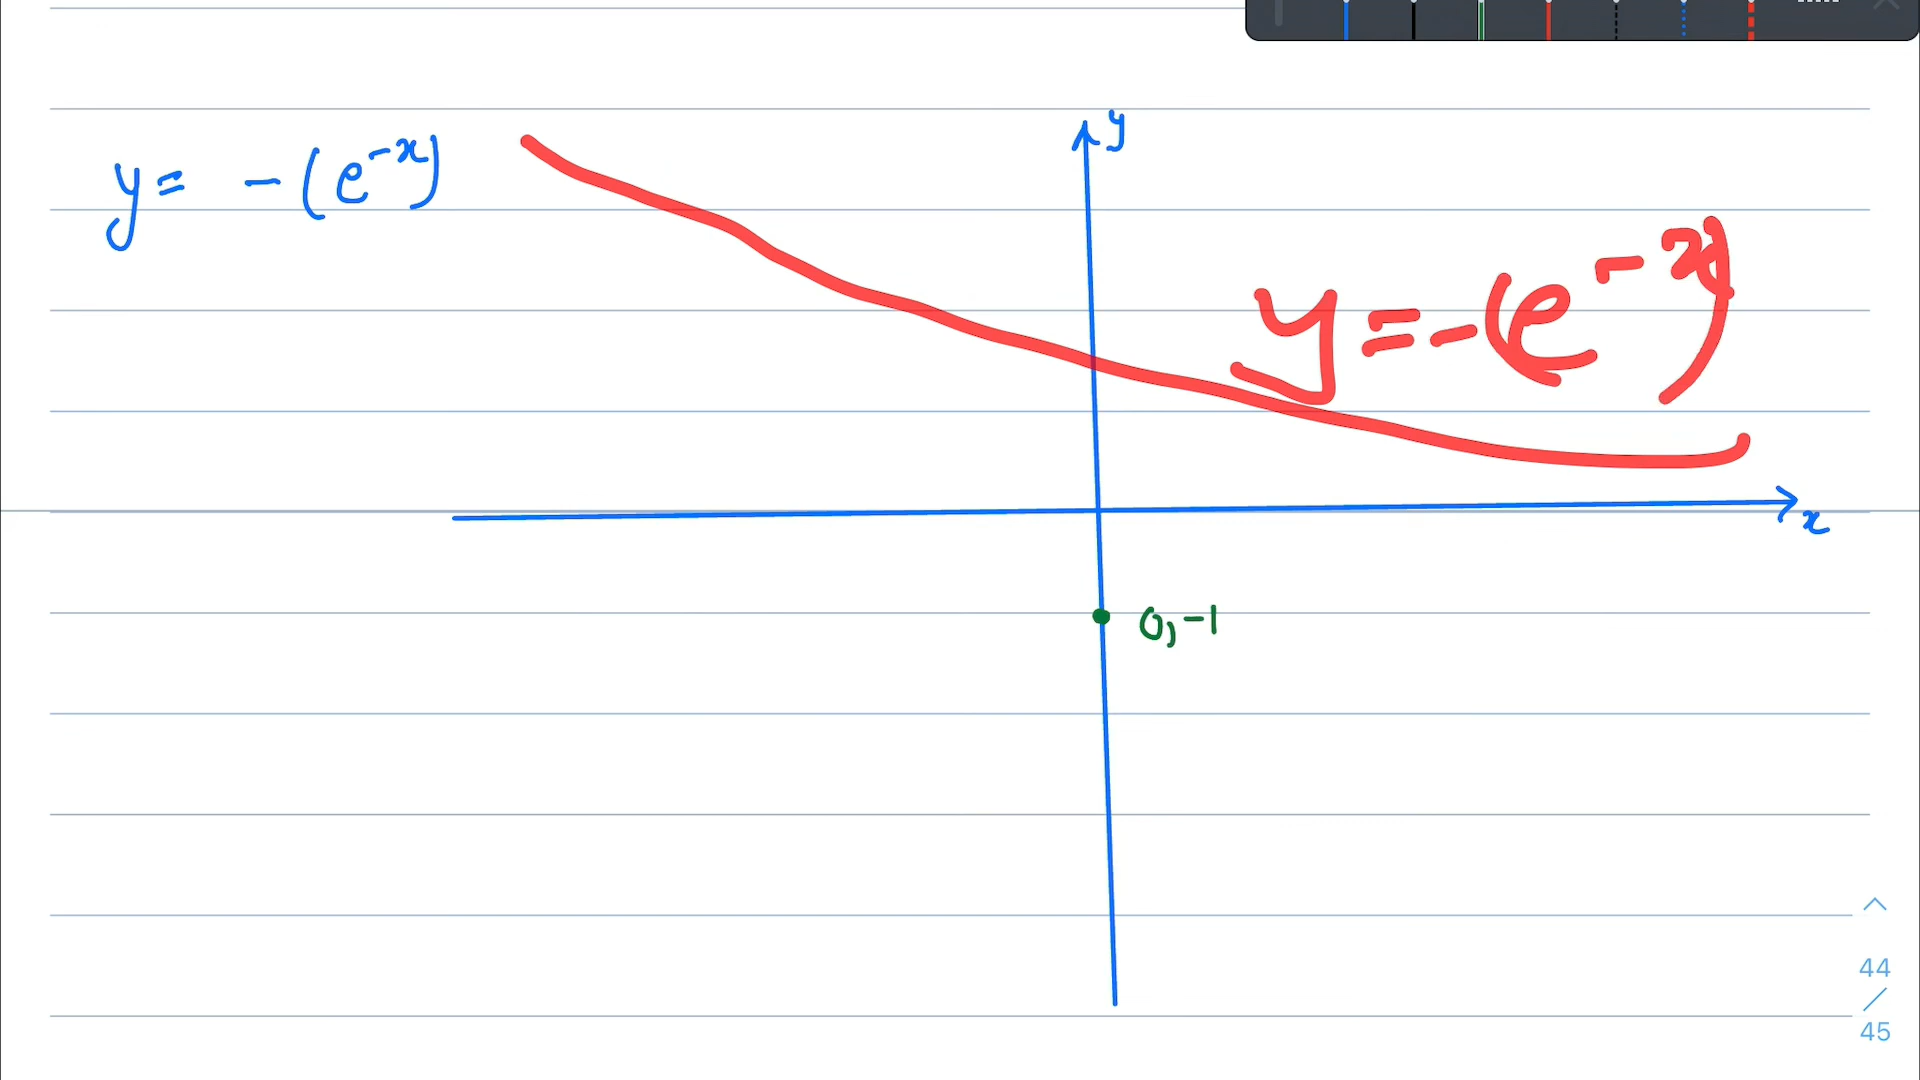 y = -(e^-x)
y
y=-(e^-x)
x
0,-1
44
/
45